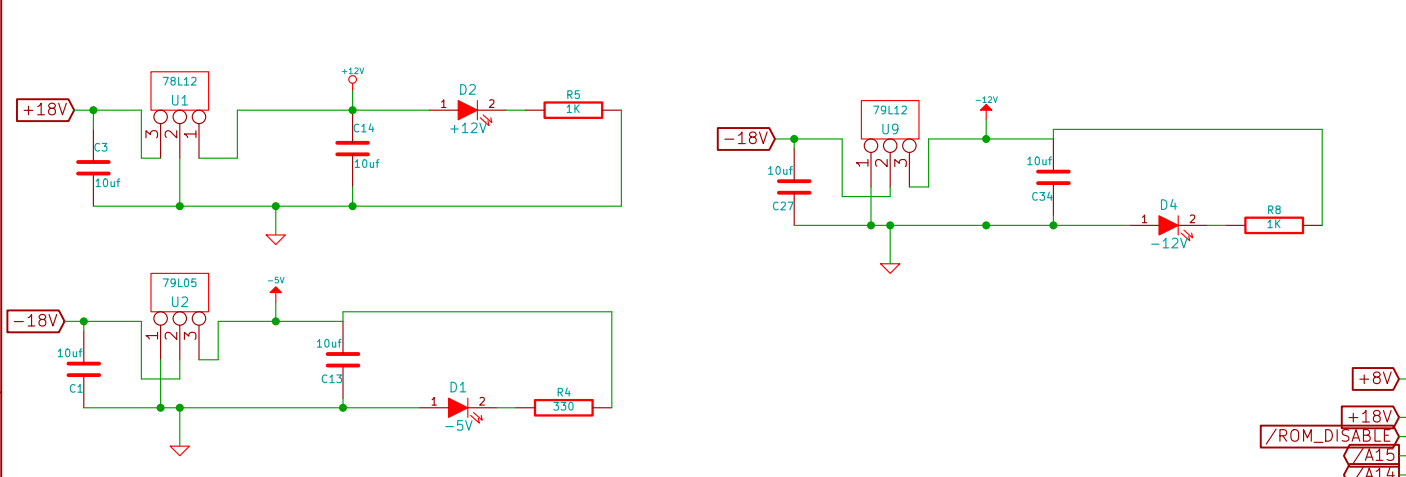 +18V
C3
10uf
78L12
U1
3
2
1
+12V
C14
10uf
1
D2
2
+12V
R5
1K
-18V
10uf
C27
79L12
U9
1
2
3
-12V
10uf
C34
1
D4
2
-12V
R8
1K
-18V
10uf
C1
79L05
U2
1
2
3
-5V
10uf
C13
1
D1
2
-5V
R4
330
+8V
+18V
/ROM_DISABLE
/A15
/A14